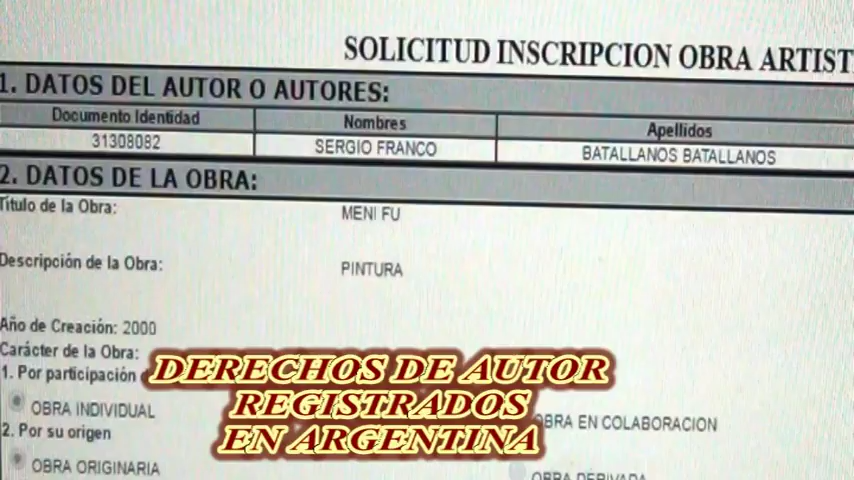 SOLICITUD INSCRIPCION OBRA ARTIST
1. DATOS DEL AUTOR O AUTORES:
Documento Identidad Nombres Apellidos
31308082 SERGIO FRANCO BATALLANOS BATALLANOS
2. DATOS DE LA OBRA:
Título de la Obra: MENI FU
Descripción de la Obra: PINTURA
Año de Creación: 2000
Carácter de la Obra:
1. Por participación
OBRA INDIVIDUAL OBRA EN COLABORACION
2. Por su origen
OBRA ORIGINARIA OBRA DERIVADA
DERECHOS DE AUTOR
REGISTRADOS
EN ARGENTINA